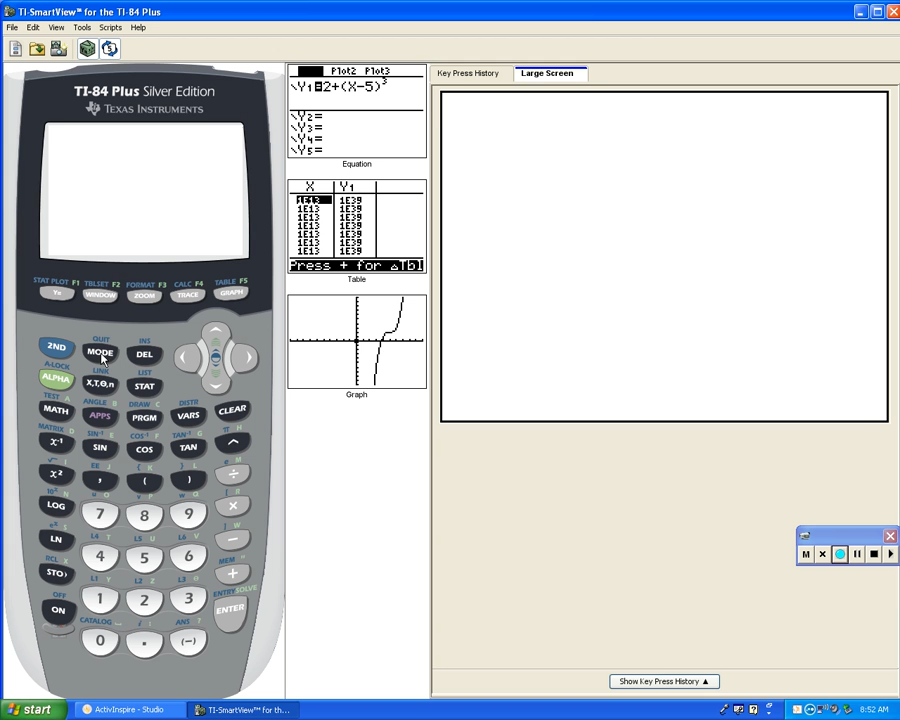 TI-SmartView™ for the TI-84 Plus
File Edit View Tools Scripts Help
TI-84 Plus Silver Edition
TEXAS INSTRUMENTS
STAT PLOT F1 TBLSET F2 FORMAT F3 CALC F4 TABLE F5
Y= WINDOW ZOOM TRACE GRAPH
QUIT INS
2ND MODE DEL
A-LOCK LINK LIST
ALPHA X,T,Θ,n STAT
TEST A ANGLE B DRAW C DISTR
MATH APPS PRGM VARS CLEAR
MATRIX D SIN⁻¹ E COS⁻¹ F TAN⁻¹ G π H
x⁻¹ SIN COS TAN ^
√ I EE J { K } L e M
x² , ( ) ÷
10ˣ N u O v P w Q [ R
LOG 7 8 9 ×
eˣ S L4 T L5 U L6 V ] W
LN 4 5 6 −
RCL X L1 Y L2 Z L3 θ MEM "
STO› 1 2 3 +
OFF CATALOG i : ANS ? ENTRY SOLVE
ON 0 . (−) ENTER
Plot2 Plot3
\Y1=2+(X-5)³
\Y2=
\Y3=
\Y4=
\Y5=
Equation
X Y1
1E13 1E39
1E13 1E39
1E13 1E39
1E13 1E39
1E13 1E39
1E13 1E39
1E13 1E39
Press + for △Tbl
Table
Graph
Key Press History Large Screen
M
Show Key Press History ▲
start ActivInspire - Studio TI-SmartView™ for th... 8:52 AM